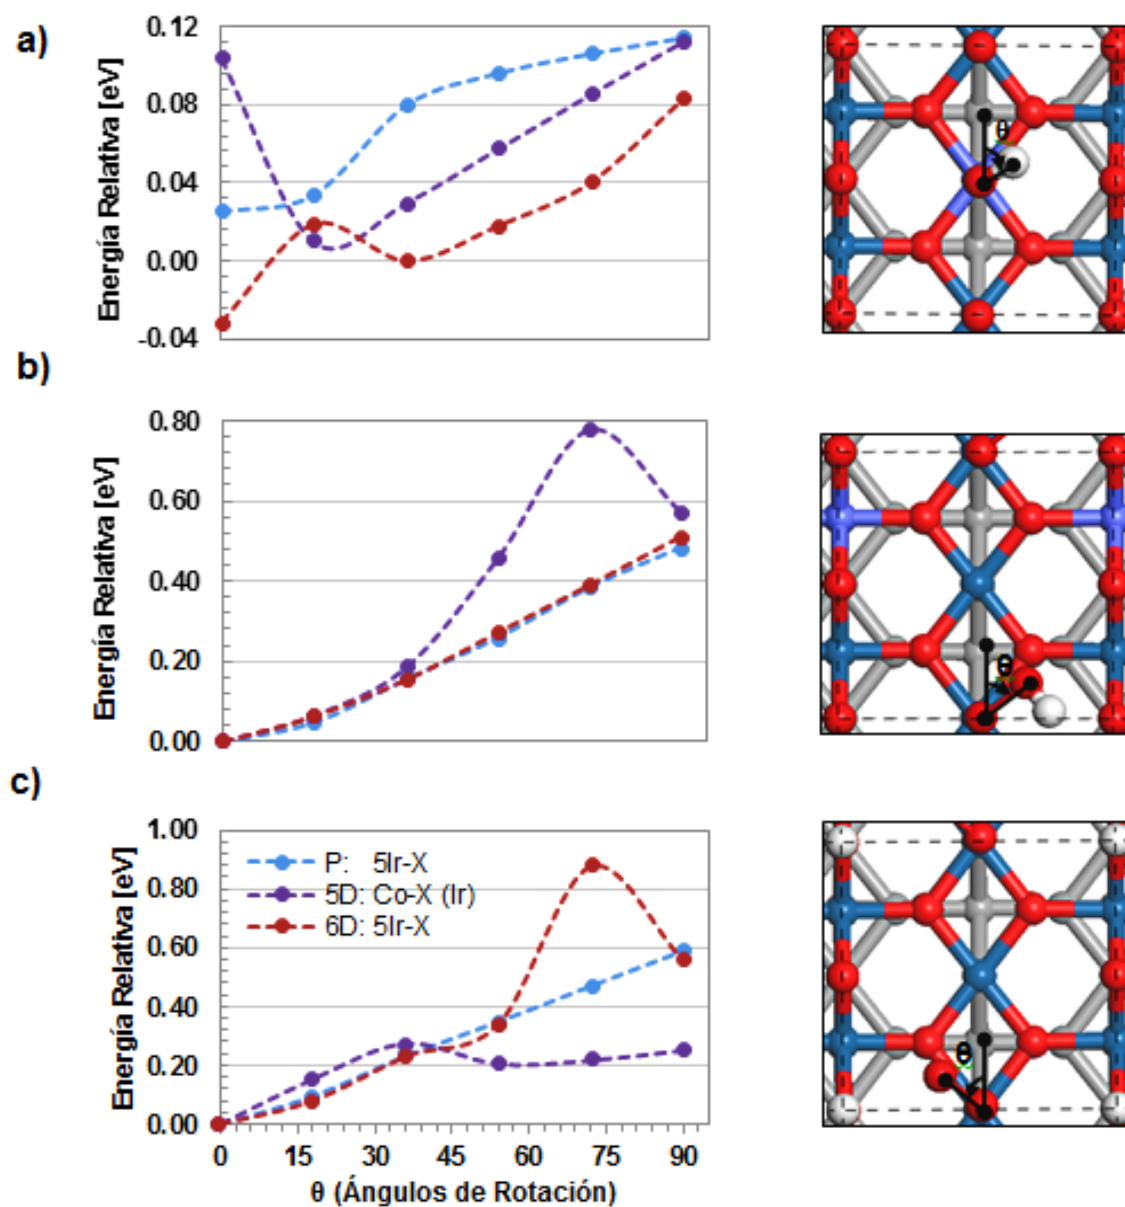 a)
Energía Relativa [eV]
0.12
0.08
0.04
0.00
-0.04
θ
b)
Energía Relativa [eV]
0.80
0.60
0.40
0.20
0.00
θ
c)
Energía Relativa [eV]
1.00
0.80
0.60
0.40
0.20
0.00
P: 5Ir-X
5D: Co-X (Ir)
6D: 5Ir-X
θ
0 15 30 45 60 75 90
θ (Ángulos de Rotación)